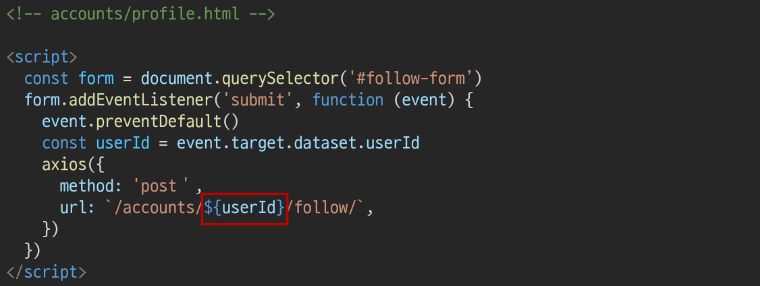 <!-- accounts/profile.html -->
<script>
const form = document.querySelector('#follow-form’)
form.addEventListener('submit', function (event) {
event.preventDefault()
const userId = event.target.dataset.userId
axios({
method: 'post＇,
url: `/accounts/${userId}/follow/`,
})
})
</script>